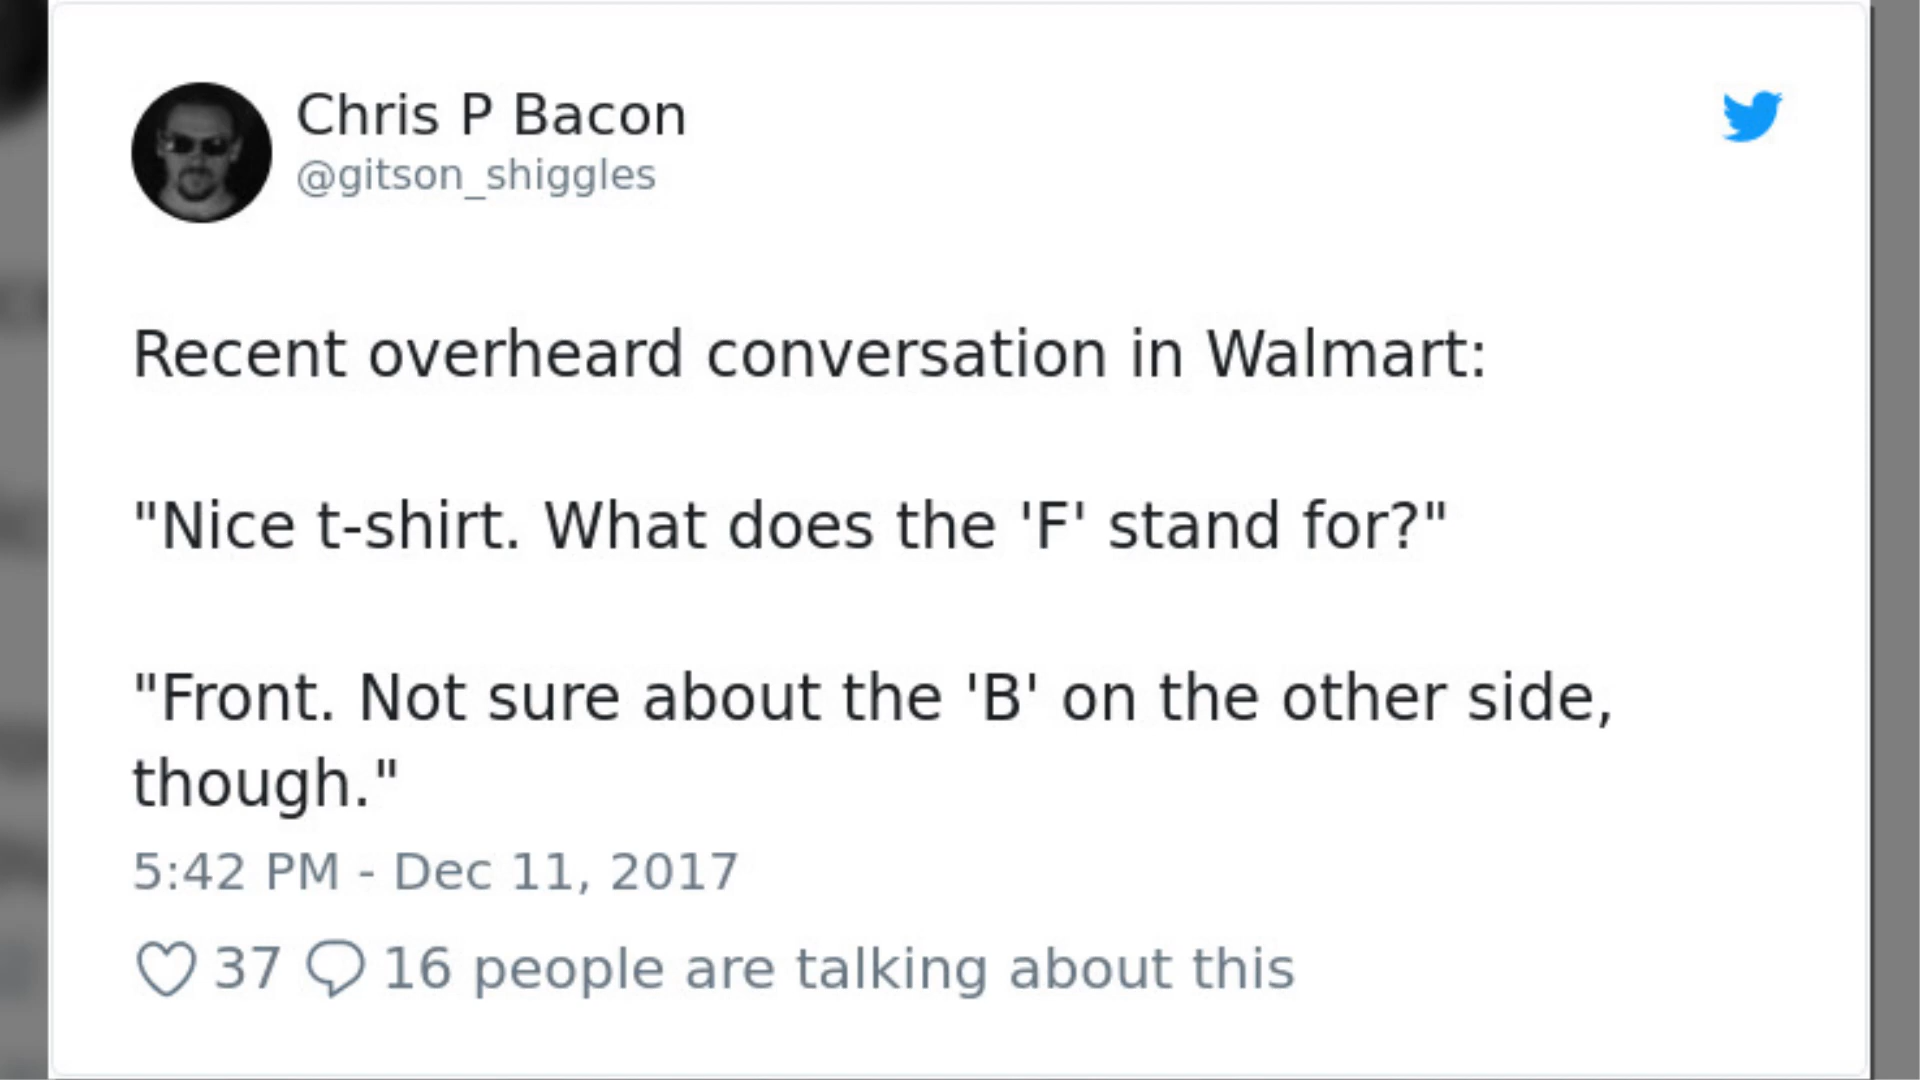 Chris P Bacon
@gitson_shiggles
Recent overheard conversation in Walmart:
"Nice t-shirt. What does the 'F' stand for?"
"Front. Not sure about the 'B' on the other side,
though."
5:42 PM - Dec 11, 2017
37 16 people are talking about this